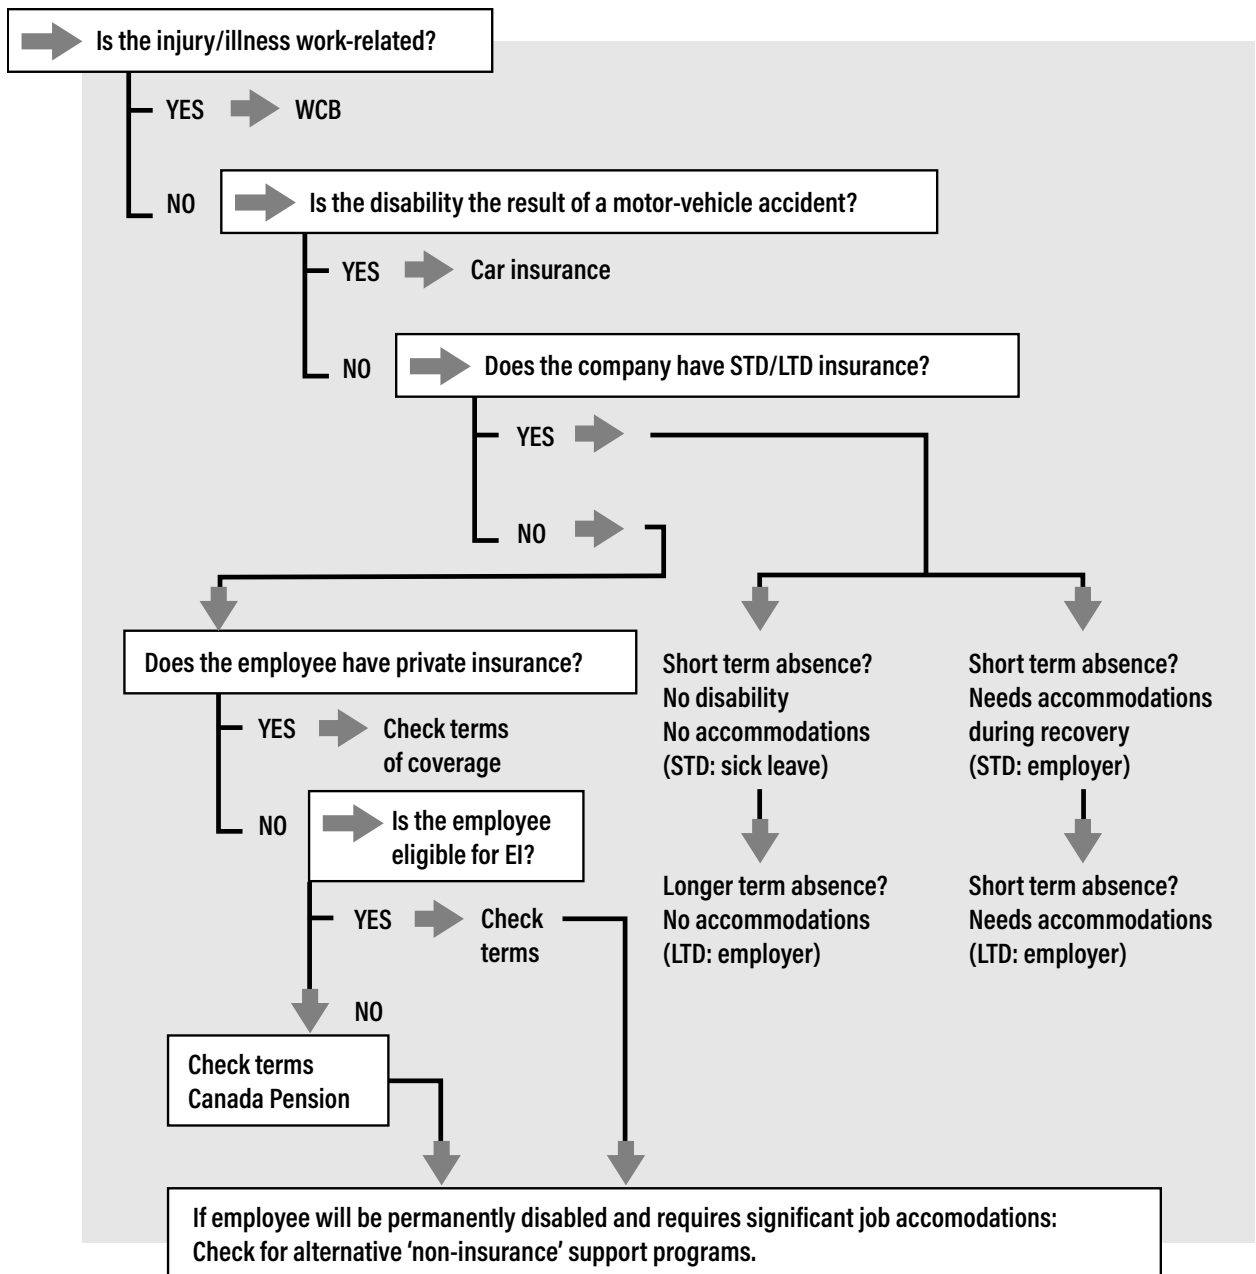 Is the injury/illness work-related?
YES
WCB
NO
Is the disability the result of a motor-vehicle accident?
YES
Car insurance
NO
Does the company have STD/LTD insurance?
YES
NO
Does the employee have private insurance?
YES
Check terms
of coverage
NO
Is the employee
eligible for EI?
YES
Check
terms
NO
Check terms
Canada Pension
Short term absence?
No disability
No accommodations
(STD: sick leave)
Longer term absence?
No accommodations
(LTD: employer)
Short term absence?
Needs accommodations
during recovery
(STD: employer)
Short term absence?
Needs accommodations
(LTD: employer)
If employee will be permanently disabled and requires significant job accomodations:
Check for alternative ‘non-insurance’ support programs.